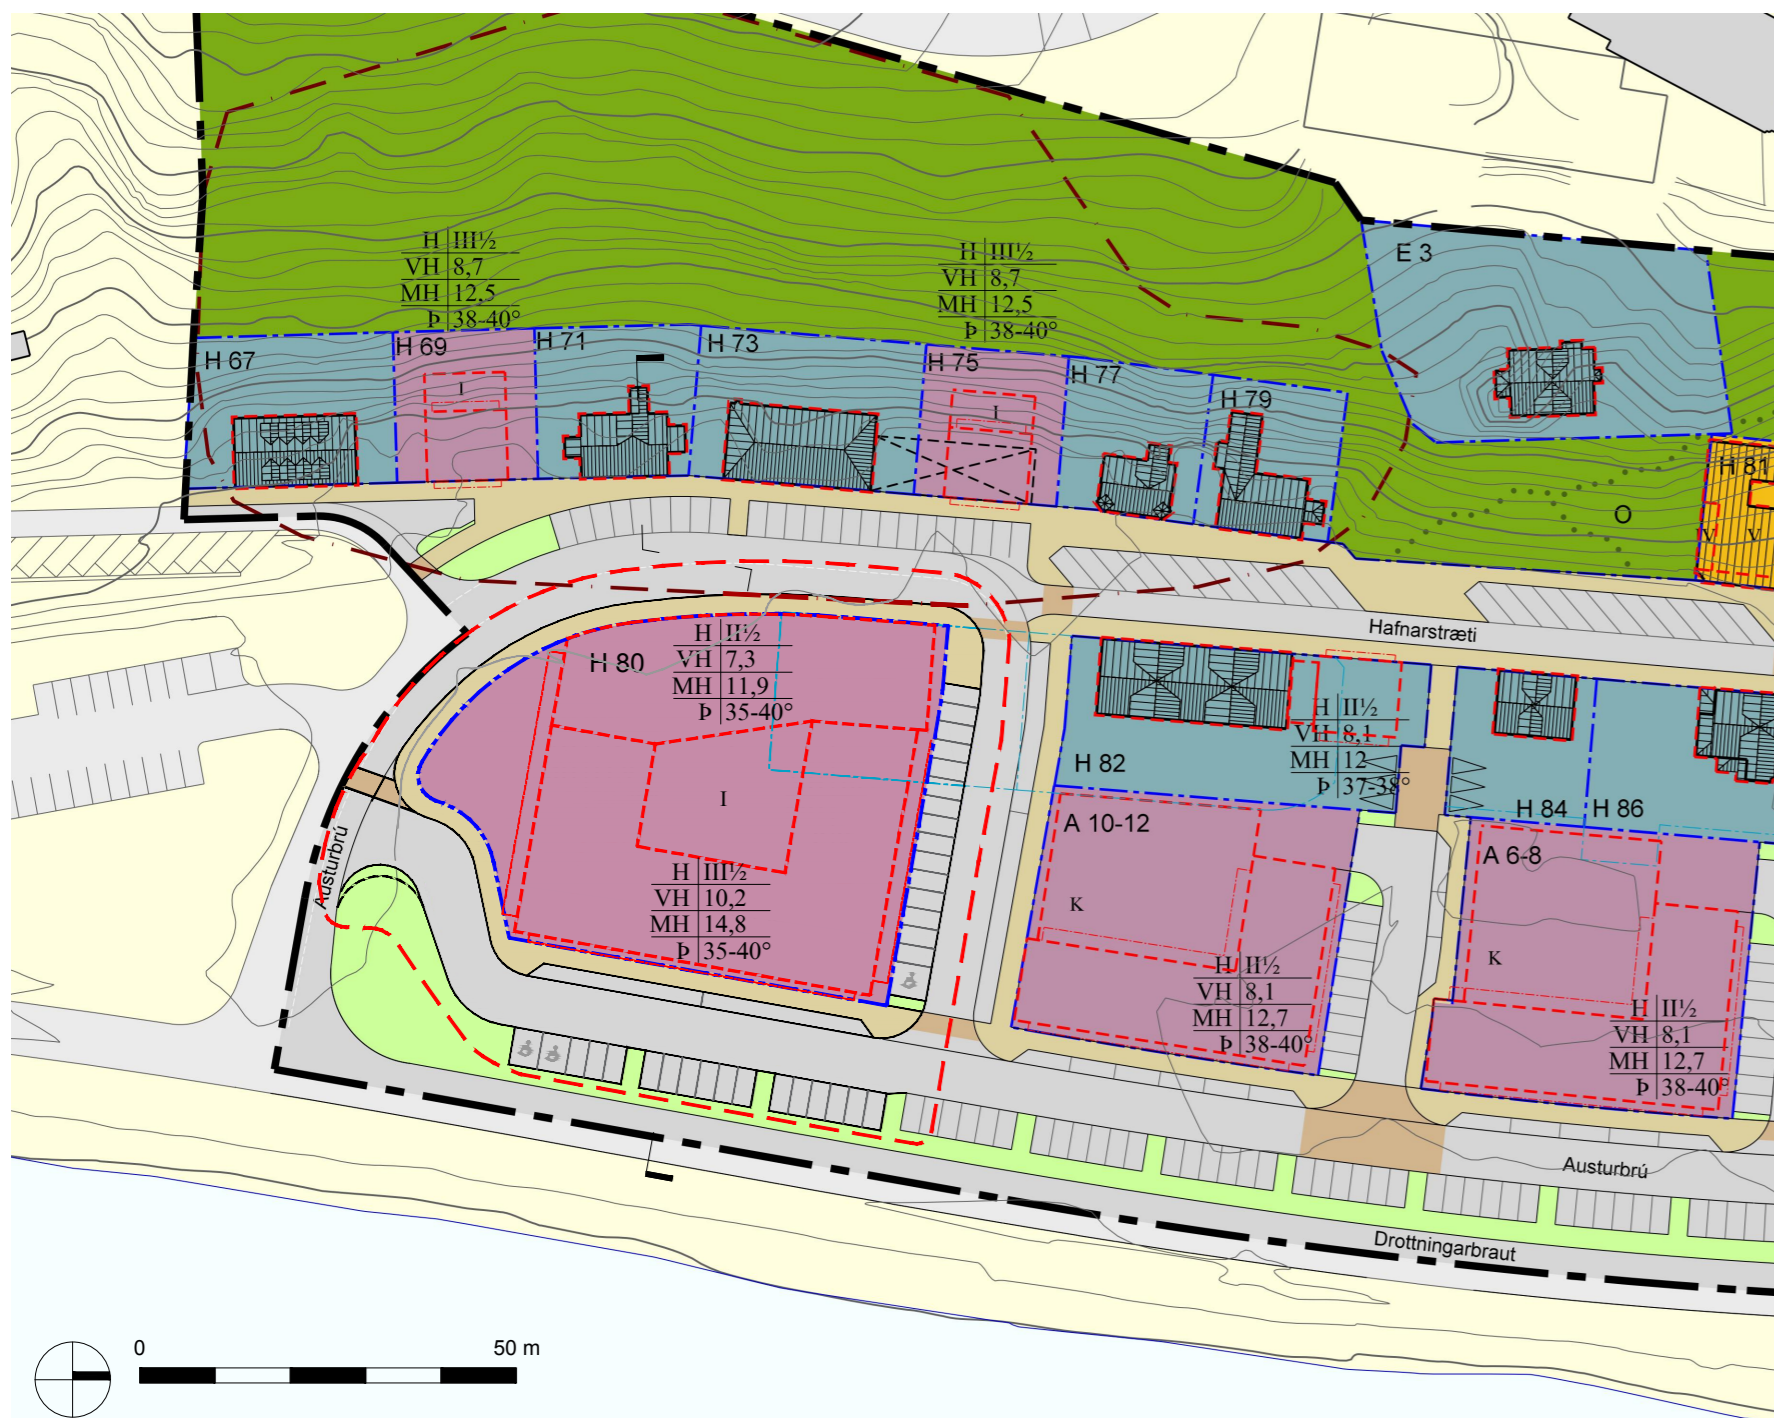 H III½
VH 8,7
MH 12,5
Þ 38-40°
H III½
VH 8,7
MH 12,5
Þ 38-40°
E 3
H 67
H 69
H 71
H 73
H 75
H 77
H 79
I
I
H 81
O
V
V
Hafnarstræti
H 80
H II½
VH 7,3
MH 11,9
Þ 35-40°
I
H III½
VH 10,2
MH 14,8
Þ 35-40°
H 82
H II½
VH 8,1
MH 12
Þ 37-38°
H 84
H 86
A 10-12
K
H II½
VH 8,1
MH 12,7
Þ 38-40°
A 6-8
K
H II½
VH 8,1
MH 12,7
Þ 38-40°
Austurbrú
Austurbrú
Drottningarbraut
0 50 m